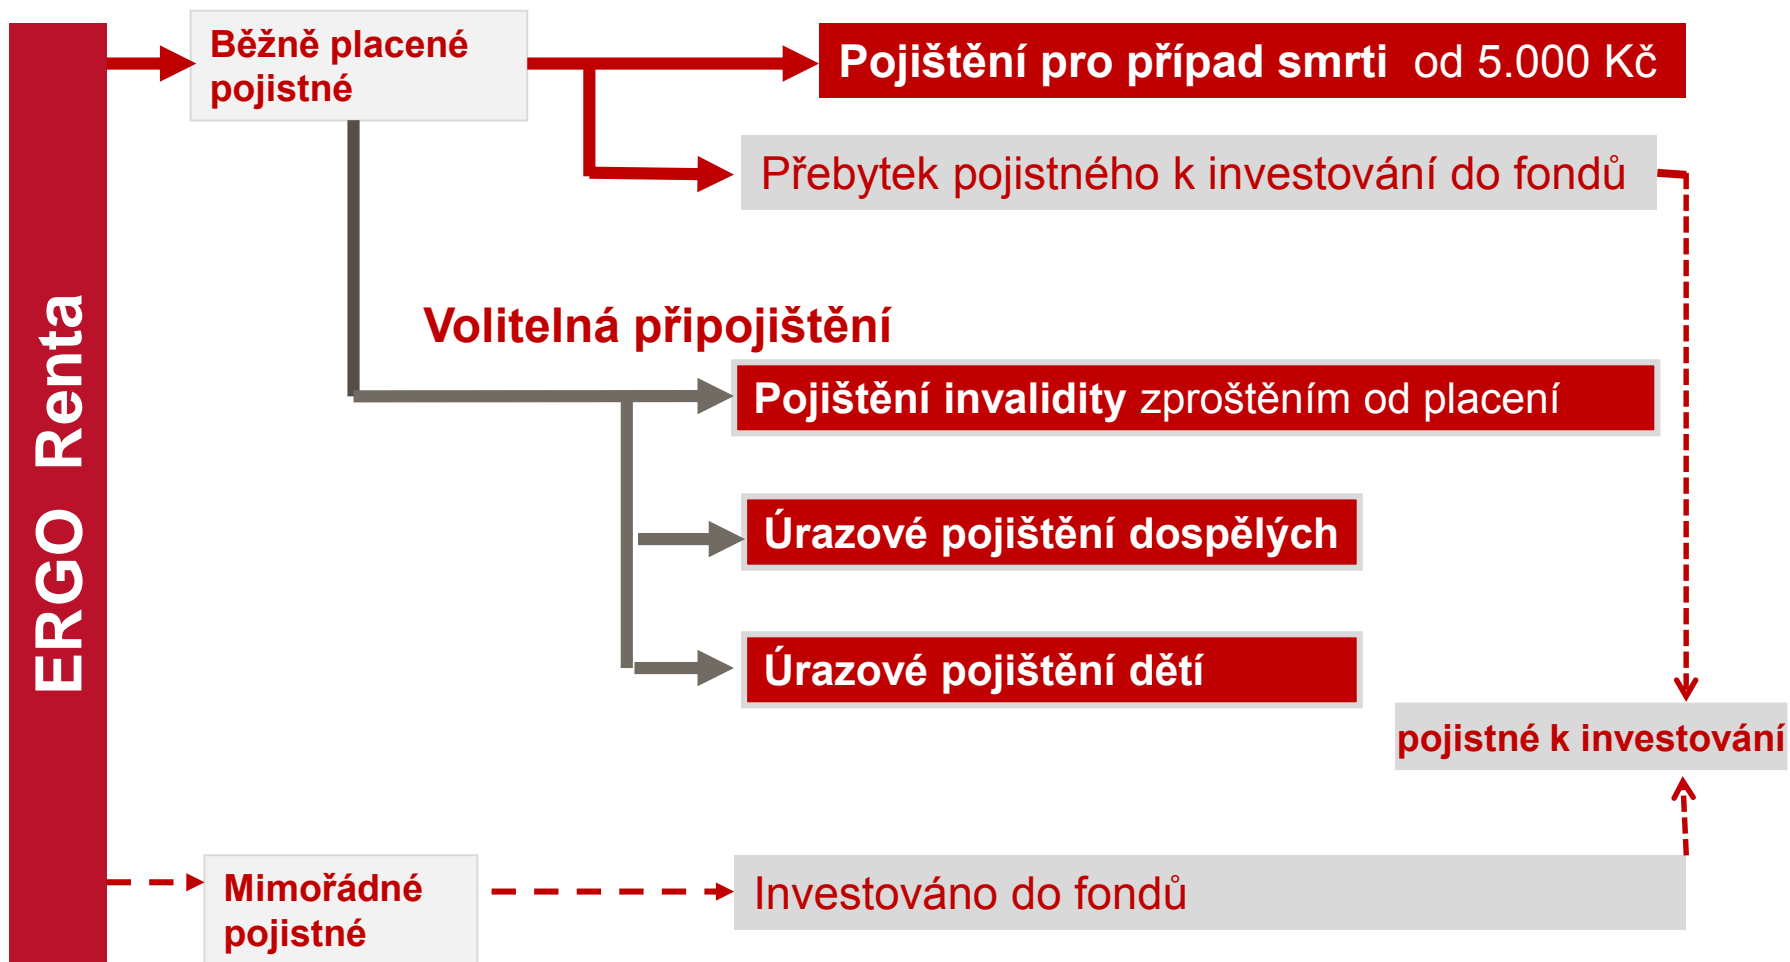 ERGO Renta
Běžně placené
pojistné
Pojištění pro případ smrti od 5.000 Kč
Přebytek pojistného k investování do fondů
Volitelná připojištění
Pojištění invalidity zproštěním od placení
Úrazové pojištění dospělých
Úrazové pojištění dětí
pojistné k investování
Mimořádné
pojistné
Investováno do fondů